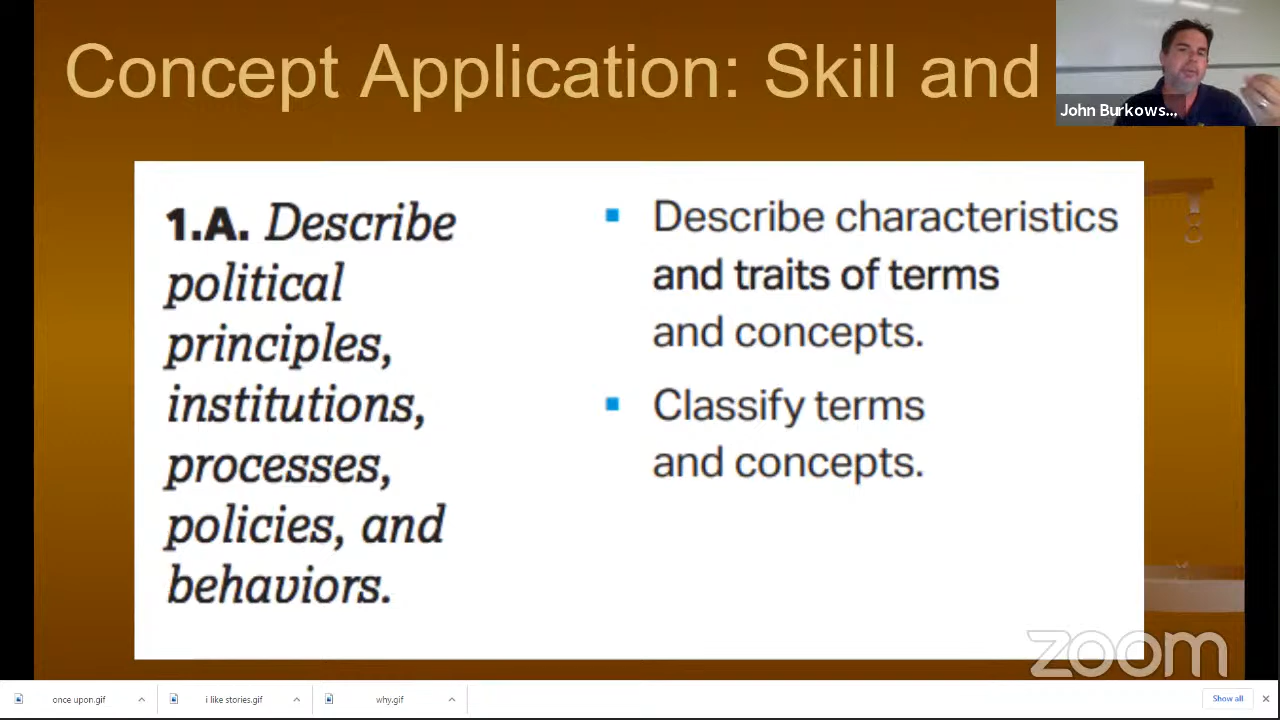 Concept Application: Skill and
John Burkows...
1.A. Describe
political
principles,
institutions,
processes,
policies, and
behaviors.
▪ Describe characteristics
and traits of terms
and concepts.
▪ Classify terms
and concepts.
zoom
once upon.gif
i like stories.gif
why.gif
Show all